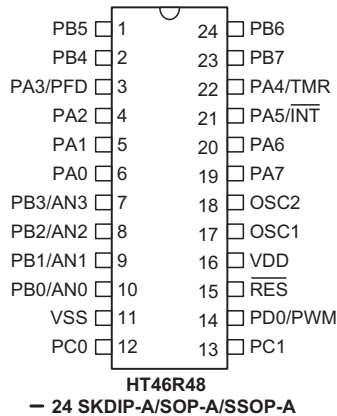 PB5 1 24 PB6
PB4 2 23 PB7
PA3/PFD 3 22 PA4/TMR
PA2 4 21 PA5/INT
PA1 5 20 PA6
PA0 6 19 PA7
PB3/AN3 7 18 OSC2
PB2/AN2 8 17 OSC1
PB1/AN1 9 16 VDD
PB0/AN0 10 15 RES
VSS 11 14 PD0/PWM
PC0 12 13 PC1
HT46R48
– 24 SKDIP-A/SOP-A/SSOP-A